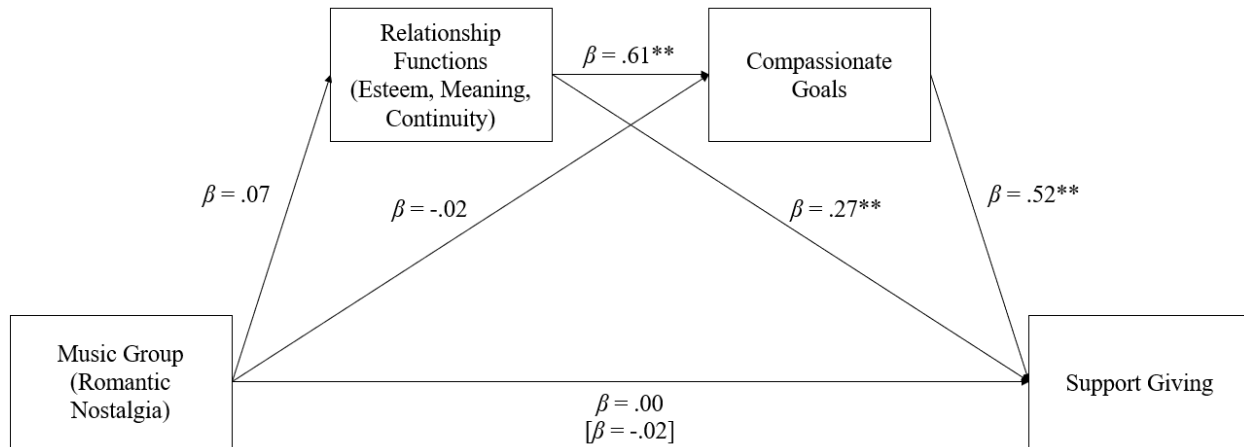 Relationship
Functions
(Esteem, Meaning,
Continuity)
β = .61**
Compassionate
Goals
β = .07
β = -.02
β = .27**
β = .52**
Music Group
(Romantic
Nostalgia)
β = .00
[β = -.02]
Support Giving